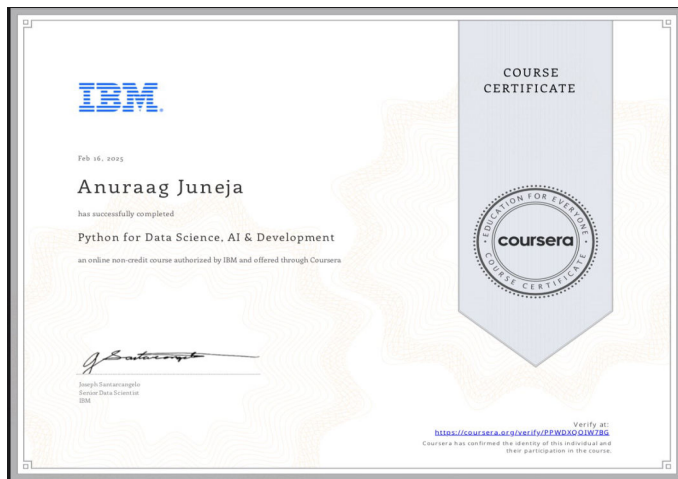 IBM
Feb 16, 2025
Anuraag Juneja
has successfully completed
Python for Data Science, AI & Development
an online non-credit course authorized by IBM and offered through Coursera
Joseph Santarcangelo
Senior Data Scientist
IBM
COURSE
CERTIFICATE
EDUCATION FOR EVERYONE
coursera
COURSE CERTIFICATE
Verify at:
https://coursera.org/verify/PPWDXQOIW7BG
Coursera has confirmed the identity of this individual and
their participation in the course.